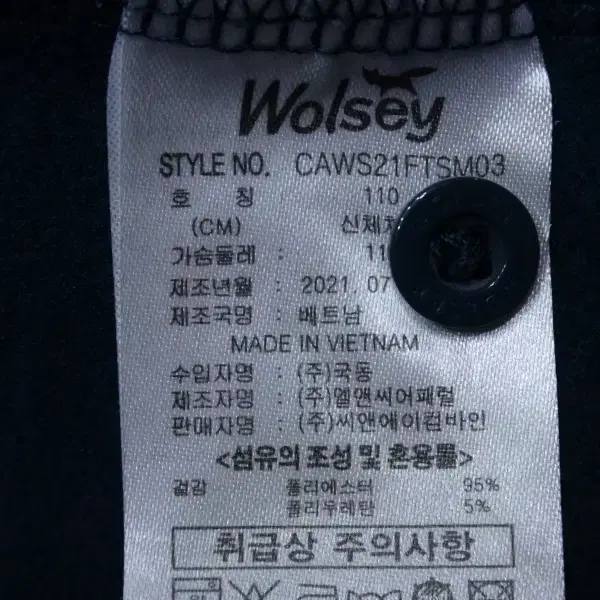 Wolsey
STYLE NO. CAWS21FTSM03
호 칭 : 110
(CM) 신체치
가슴둘레 : 11
제조년월 : 2021. 07
제조국명 : 베트남
MADE IN VIETNAM
수입자명 : (주)국동
제조자명 : (주)엘앤씨어패럴
판매자명 : (주)씨앤에이컴바인
<섬유의 조성 및 혼용률>
겉감 폴리에스터 95%
폴리우레탄 5%
취급상 주의사항